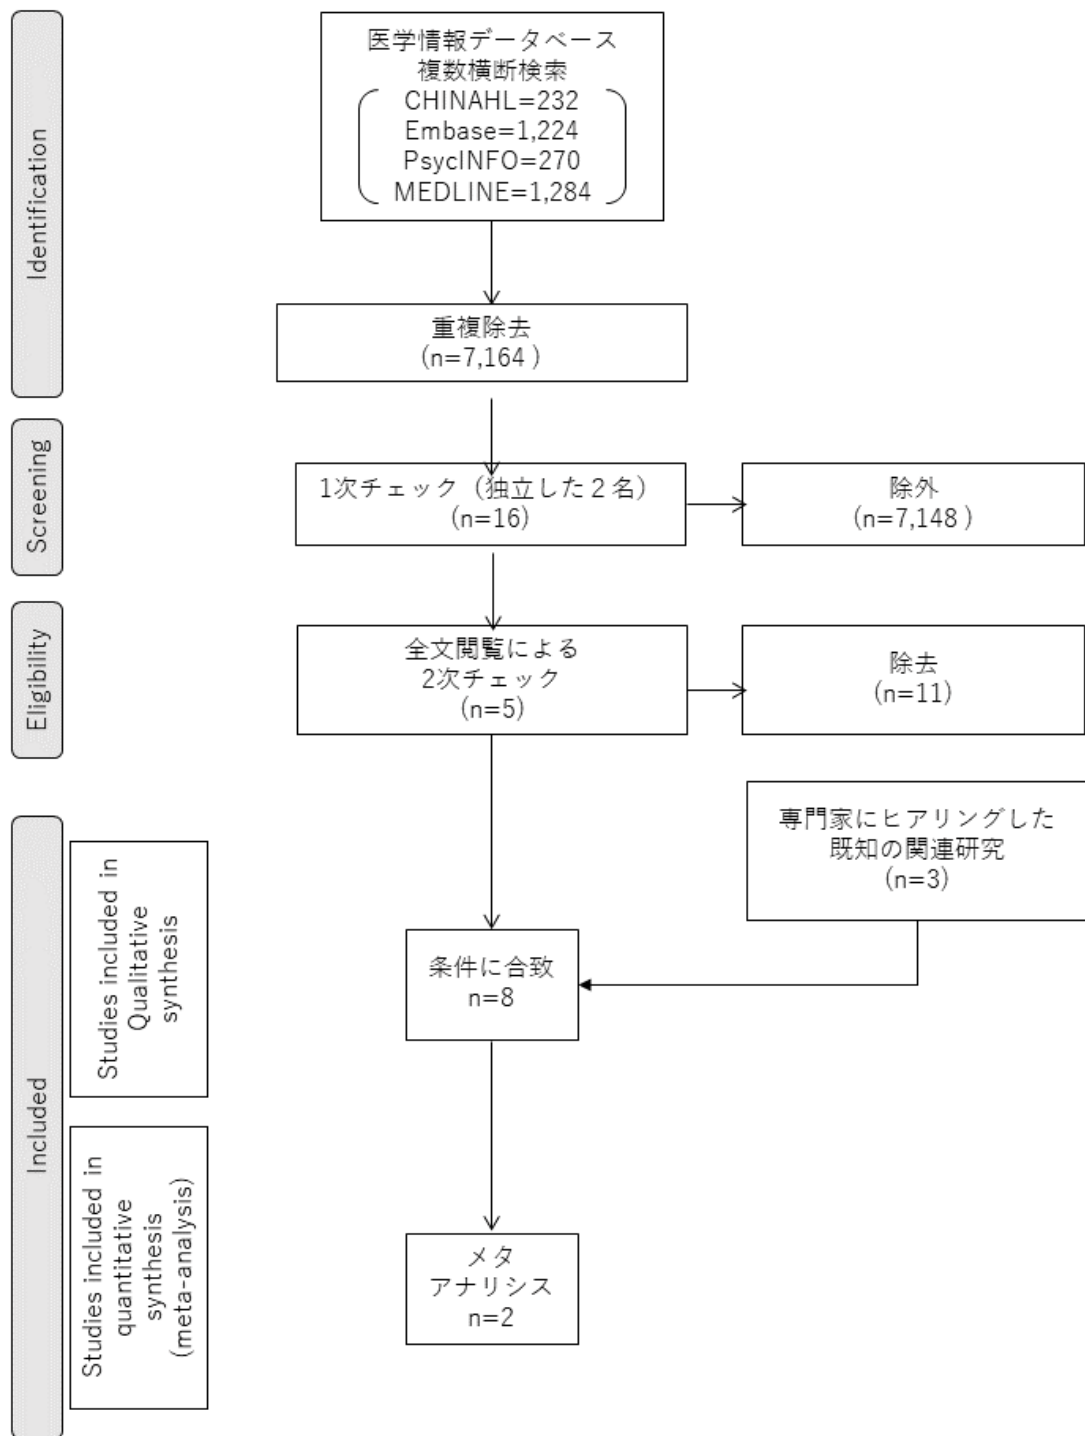 Identification
医学情報データベース
複数横断検索
CHINAHL=232
Embase=1,224
PsycINFO=270
MEDLINE=1,284
重複除去
(n=7,164 )
Screening
1次チェック（独立した２名）
(n=16)
除外
(n=7,148 )
Eligibility
全文閲覧による
2次チェック
(n=5)
除去
(n=11)
専門家にヒアリングした
既知の関連研究
(n=3)
Included
Studies included in
Qualitative
synthesis
条件に合致
n=8
Studies included in
quantitative
synthesis
(meta-analysis)
メタ
アナリシス
n=2